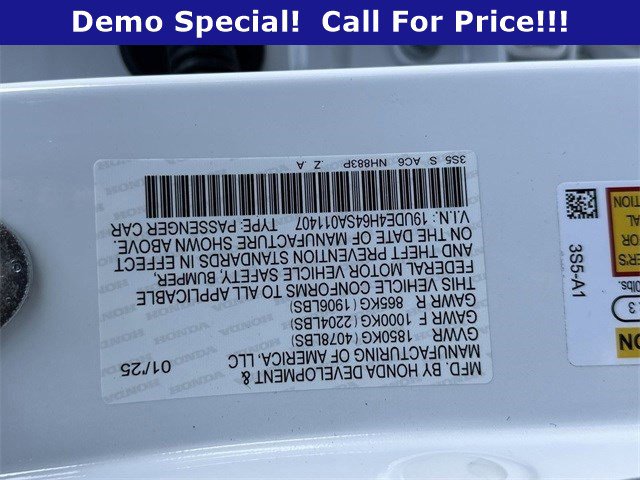 Demo Special!  Call For Price!!!
MFD. BY HONDA DEVELOPMENT &
MANUFACTURING OF AMERICA, LLC 01/'25
GVWR 1850KG(4078LBS)
GAWR F 1000KG(2204LBS)
GAWR R 865KG(1906LBS)
THIS VEHICLE CONFORMS TO ALL APPLICABLE
FEDERAL MOTOR VEHICLE SAFETY, BUMPER,
AND THEFT PREVENTION STANDARDS IN EFFECT
ON THE DATE OF MANUFACTURE SHOWN ABOVE.
V.I.N.: 19UDE4H64SA011407 TYPE: PASSENGER CAR
3S5 S AC6 NH883P Z A
HONDA
3S5-A1